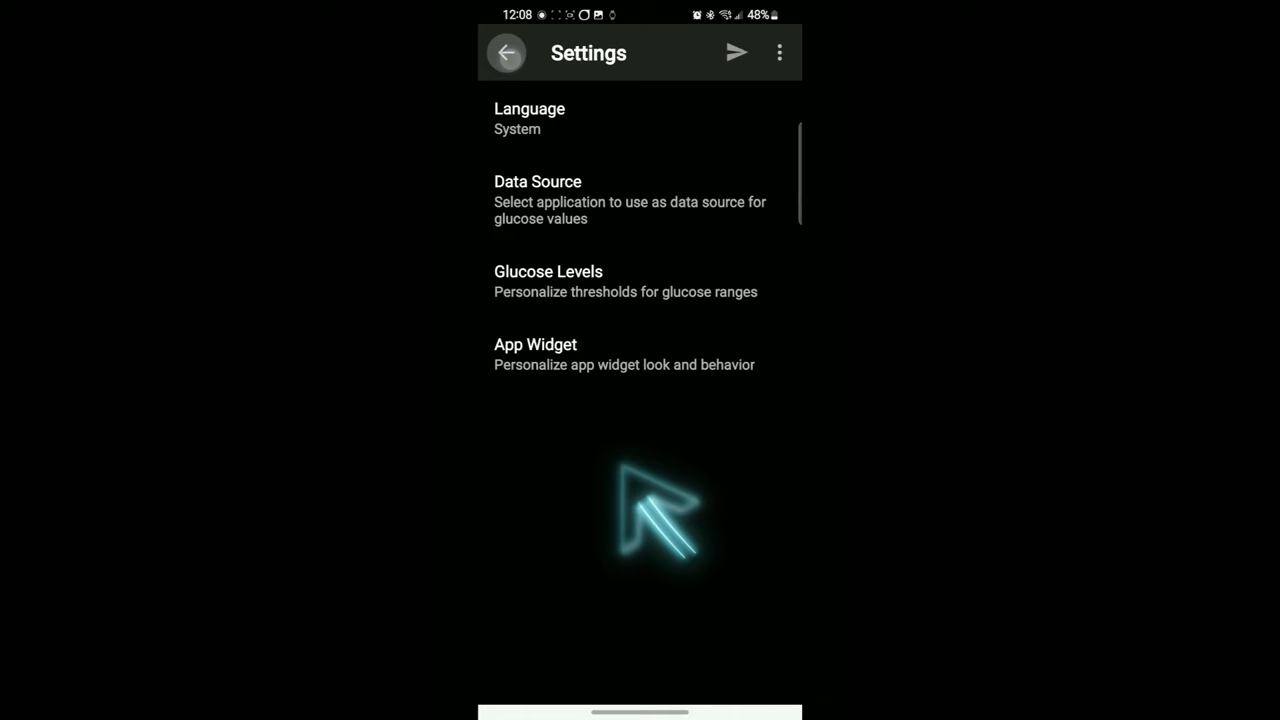 12:08
48%
Settings
Language
System
Data Source
Select application to use as data source for
glucose values
Glucose Levels
Personalize thresholds for glucose ranges
App Widget
Personalize app widget look and behavior